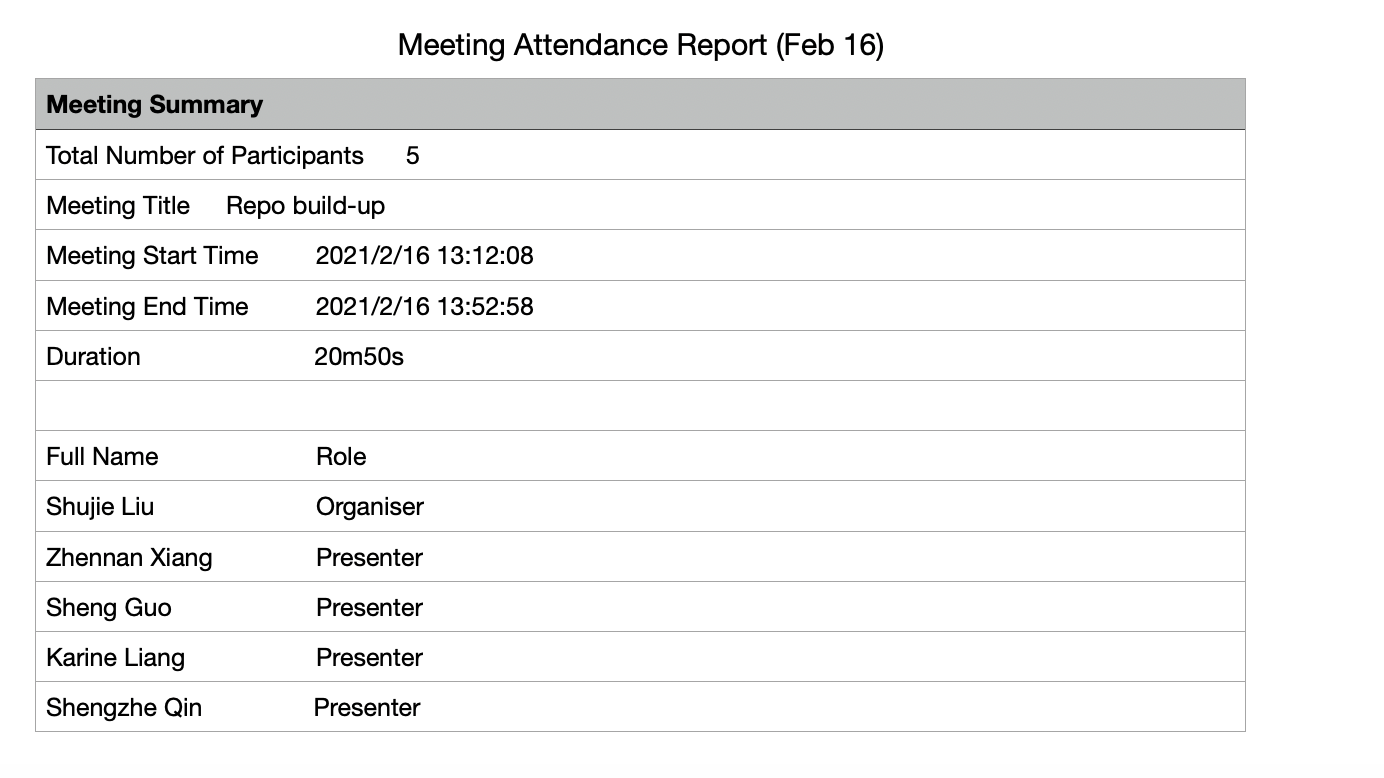 Meeting Attendance Report (Feb 16)
Meeting Summary
Total Number of Participants 5
Meeting Title Repo build-up
Meeting Start Time 2021/2/16 13:12:08
Meeting End Time 2021/2/16 13:52:58
Duration 20m50s
Full Name Role
Shujie Liu Organiser
Zhennan Xiang Presenter
Sheng Guo Presenter
Karine Liang Presenter
Shengzhe Qin Presenter